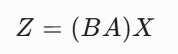 Z = (BA)X